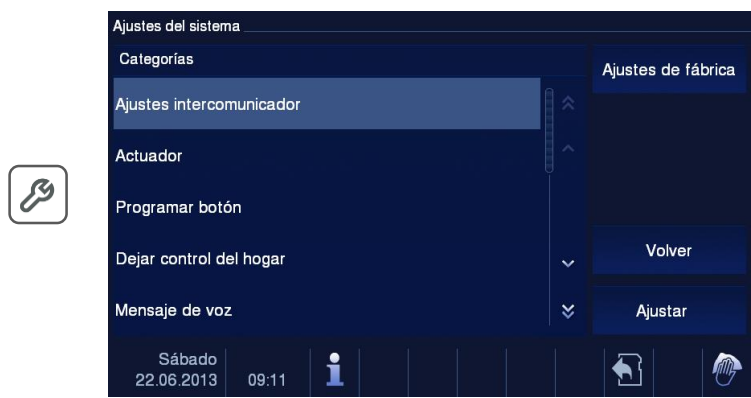 Ajustes del sistema
Categorías
Ajustes de fábrica
Ajustes intercomunicador
Actuador
Programar botón
Dejar control del hogar
Volver
Mensaje de voz
Ajustar
Sábado
22.06.2013
09:11